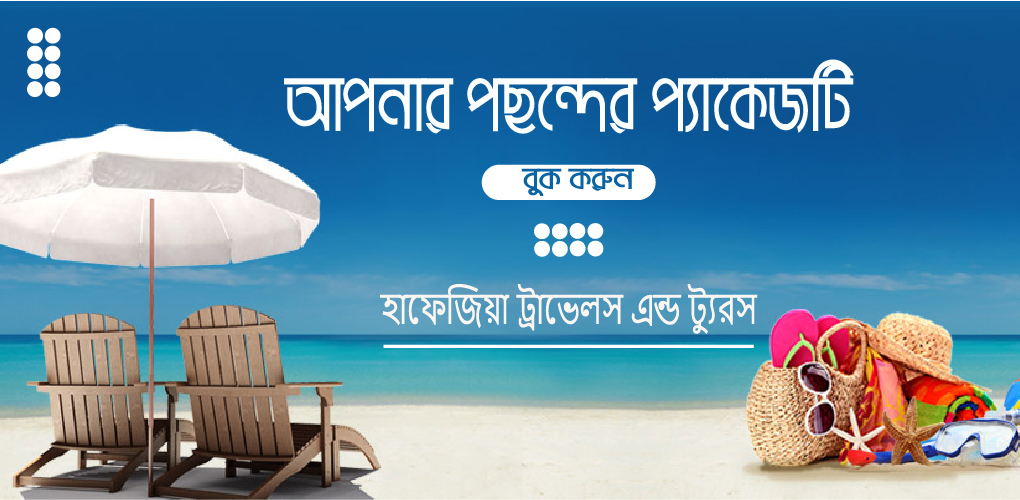 আপনার পছন্দের প্যাকেজটি
বুক করুন
হাফেজিয়া ট্রাভেলস এন্ড ট্যুরস